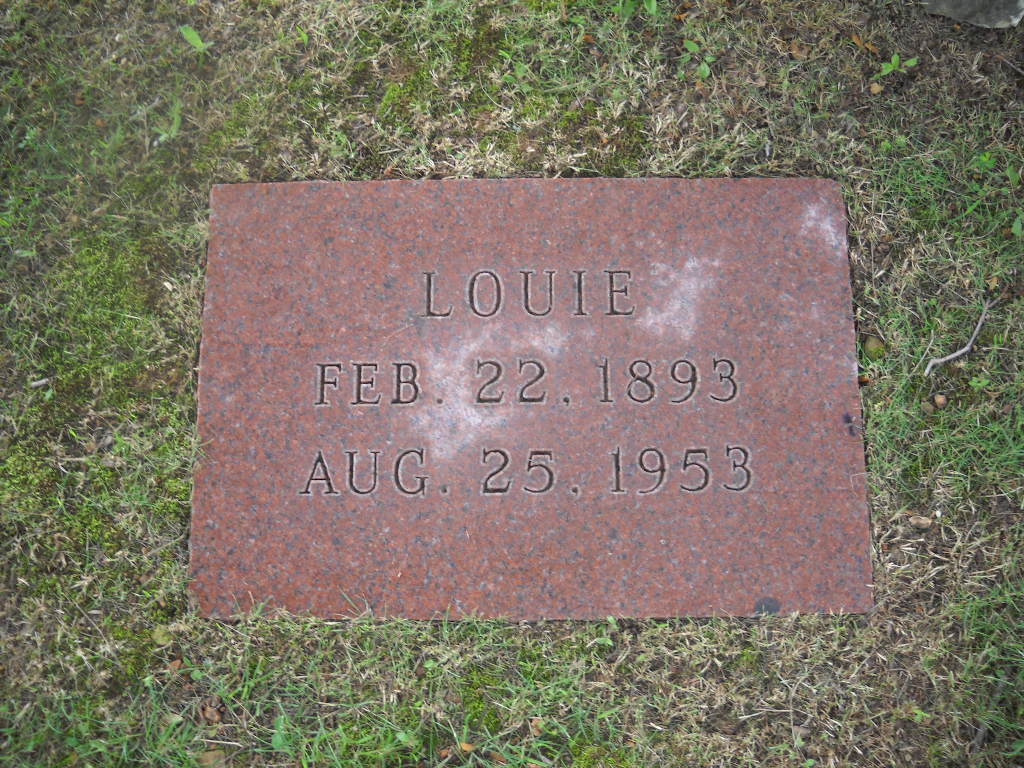 LOUIE
FEB. 22, 1893
AUG. 25, 1953